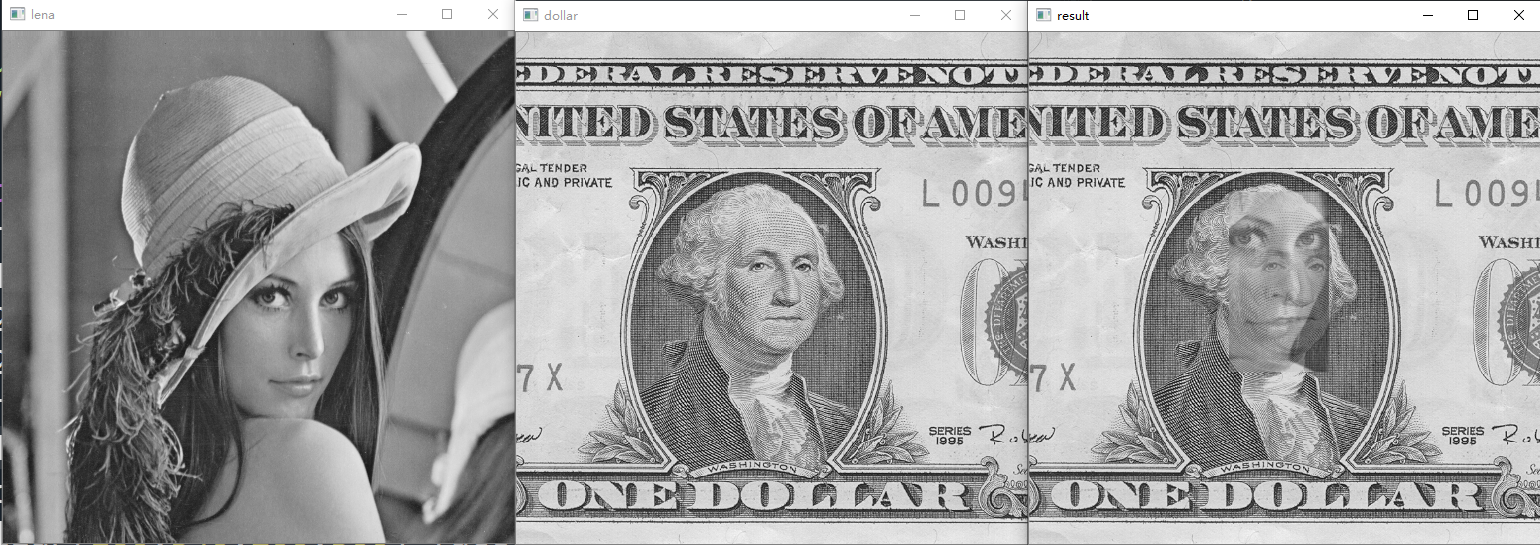 lena
dollar
EDERAL RESERVE NOT
NITED STATES OF AME
GAL TENDER
IC AND PRIVATE
L 009
WASHI
7 X
SERIES
1995
WASHINGTON
ONE DOLLAR
result
EDERAL RESERVE NOT
NITED STATES OF AME
GAL TENDER
IC AND PRIVATE
L 009
WASHI
7 X
SERIES
1995
WASHINGTON
ONE DOLLAR